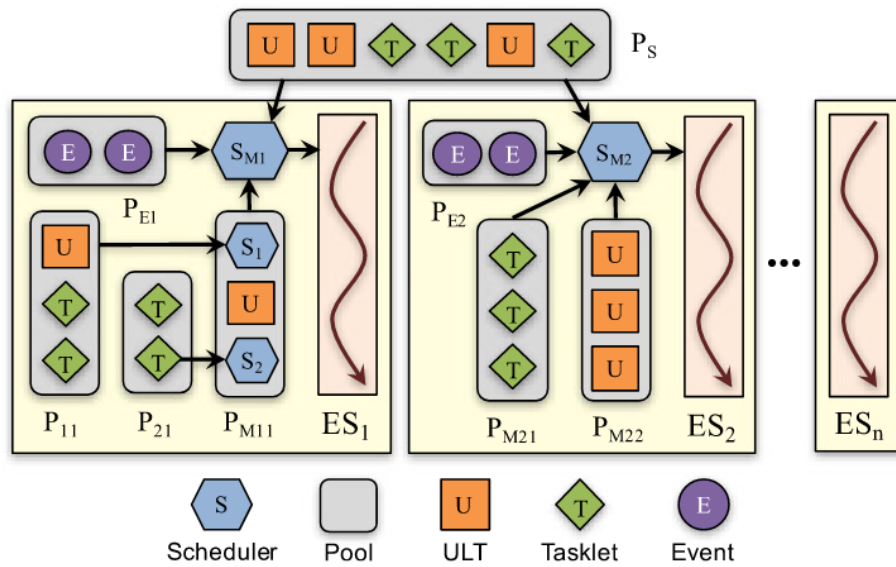 U U T T U T P_S
E E S_M1 E E S_M2
P_E1 P_E2
U S_1 T U
T T U T U
T T S_2 T U
P_11 P_21 P_M11 ES_1 P_M21 P_M22 ES_2 ... ES_n
S U T E
Scheduler Pool ULT Tasklet Event